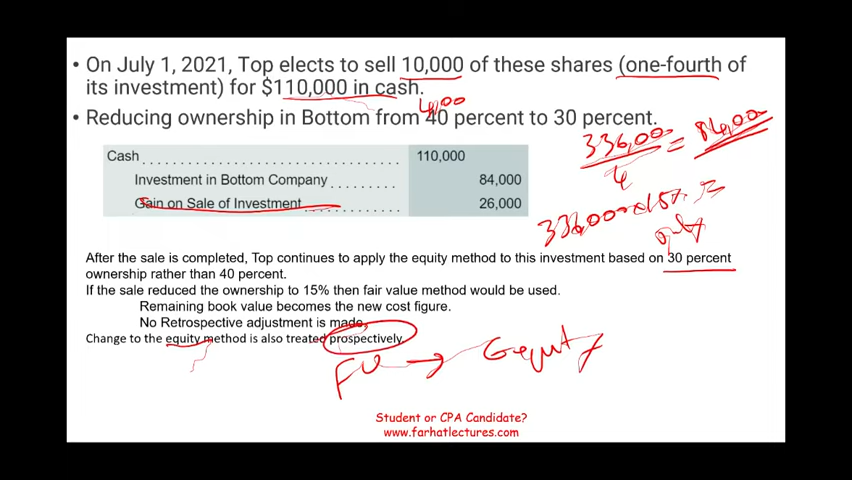 • On July 1, 2021, Top elects to sell 10,000 of these shares (one-fourth of
its investment) for $110,000 in cash.
• Reducing ownership in Bottom from 40 percent to 30 percent.
Cash 110,000
Investment in Bottom Company 84,000
Gain on Sale of Investment 26,000
336,000
4
=
After the sale is completed, Top continues to apply the equity method to this investment based on 30 percent
ownership rather than 40 percent.
If the sale reduced the ownership to 15% then fair value method would be used.
Remaining book value becomes the new cost figure.
No Retrospective adjustment is made.
Change to the equity method is also treated prospectively.
FV → Equity
Student or CPA Candidate?
www.farhatlectures.com